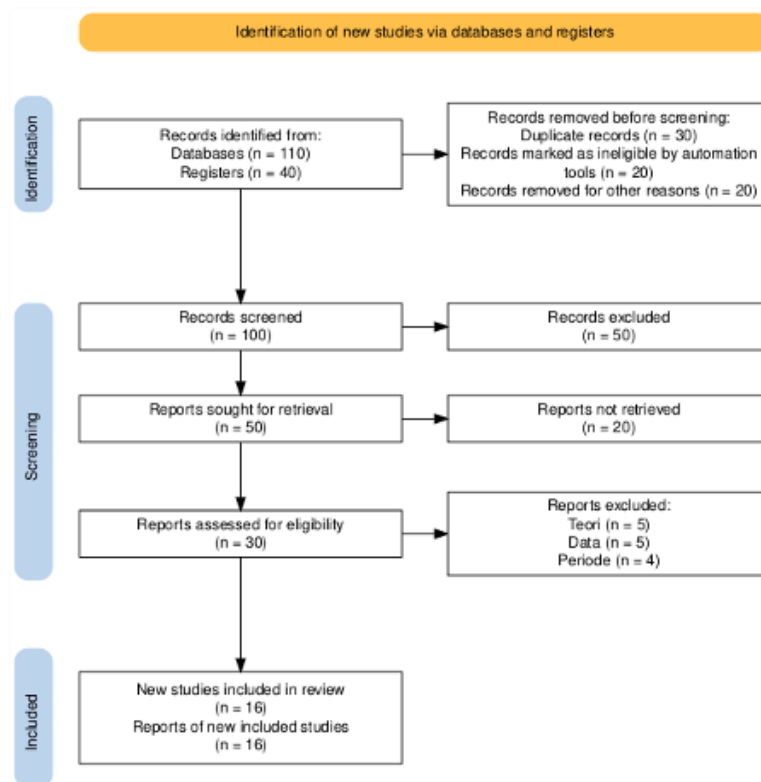 Identification of new studies via databases and registers
Identification
Records identified from:
Databases (n = 110)
Registers (n = 40)
Records removed before screening:
Duplicate records (n = 30)
Records marked as ineligible by automation
tools (n = 20)
Records removed for other reasons (n = 20)
Screening
Records screened
(n = 100)
Records excluded
(n = 50)
Reports sought for retrieval
(n = 50)
Reports not retrieved
(n = 20)
Reports assessed for eligibility
(n = 30)
Reports excluded:
Teori (n = 5)
Data (n = 5)
Periode (n = 4)
Included
New studies included in review
(n = 16)
Reports of new included studies
(n = 16)